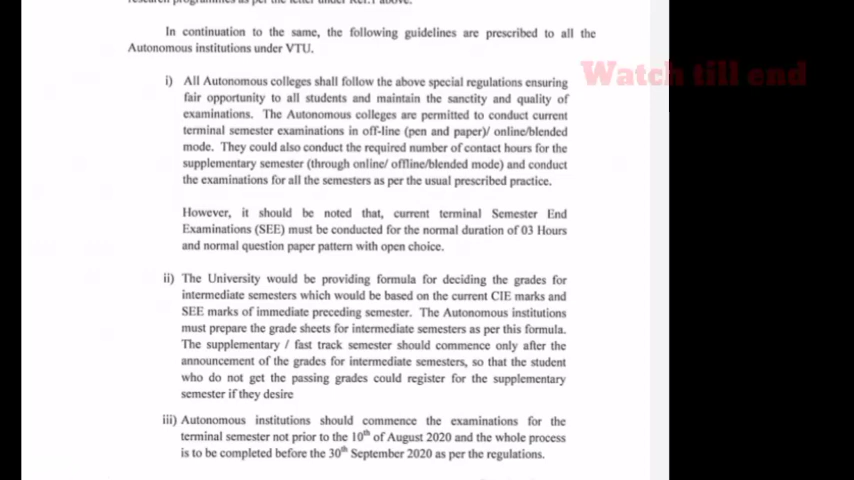 research programmes as per the letter under Ref.1 above.
In continuation to the same, the following guidelines are prescribed to all the
Autonomous institutions under VTU.
i) All Autonomous colleges shall follow the above special regulations ensuring
fair opportunity to all students and maintain the sanctity and quality of
examinations. The Autonomous colleges are permitted to conduct current
terminal semester examinations in off-line (pen and paper)/ online/blended
mode. They could also conduct the required number of contact hours for the
supplementary semester (through online/ offline/blended mode) and conduct
the examinations for all the semesters as per the usual prescribed practice.
However, it should be noted that, current terminal Semester End
Examinations (SEE) must be conducted for the normal duration of 03 Hours
and normal question paper pattern with open choice.
ii) The University would be providing formula for deciding the grades for
intermediate semesters which would be based on the current CIE marks and
SEE marks of immediate preceding semester. The Autonomous institutions
must prepare the grade sheets for intermediate semesters as per this formula.
The supplementary / fast track semester should commence only after the
announcement of the grades for intermediate semesters, so that the student
who do not get the passing grades could register for the supplementary
semester if they desire
iii) Autonomous institutions should commence the examinations for the
terminal semester not prior to the 10th of August 2020 and the whole process
is to be completed before the 30th September 2020 as per the regulations.
Watch till end